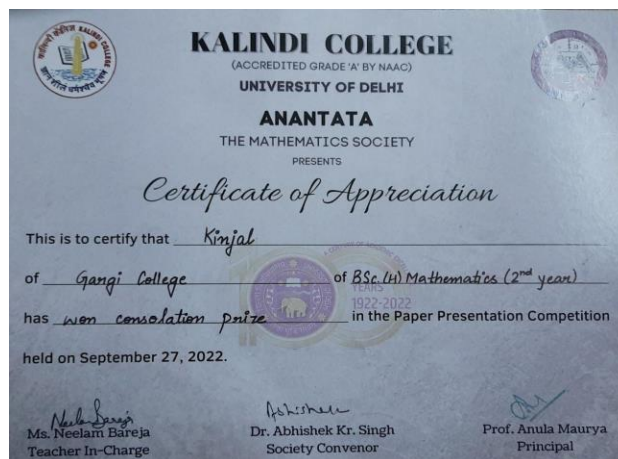 KALINDI COLLEGE
(ACCREDITED GRADE 'A' BY NAAC)
UNIVERSITY OF DELHI
ANANTATA
THE MATHEMATICS SOCIETY
PRESENTS
Certificate of Appreciation
This is to certify that Kinjal
of Gargi College of BSc.(H) Mathematics (2nd year)
YEARS
1922-2022
has won consolation prize in the Paper Presentation Competition
held on September 27, 2022.
Ms. Neelam Bareja Dr. Abhishek Kr. Singh Prof. Anula Maurya
Teacher In-Charge Society Convenor Principal